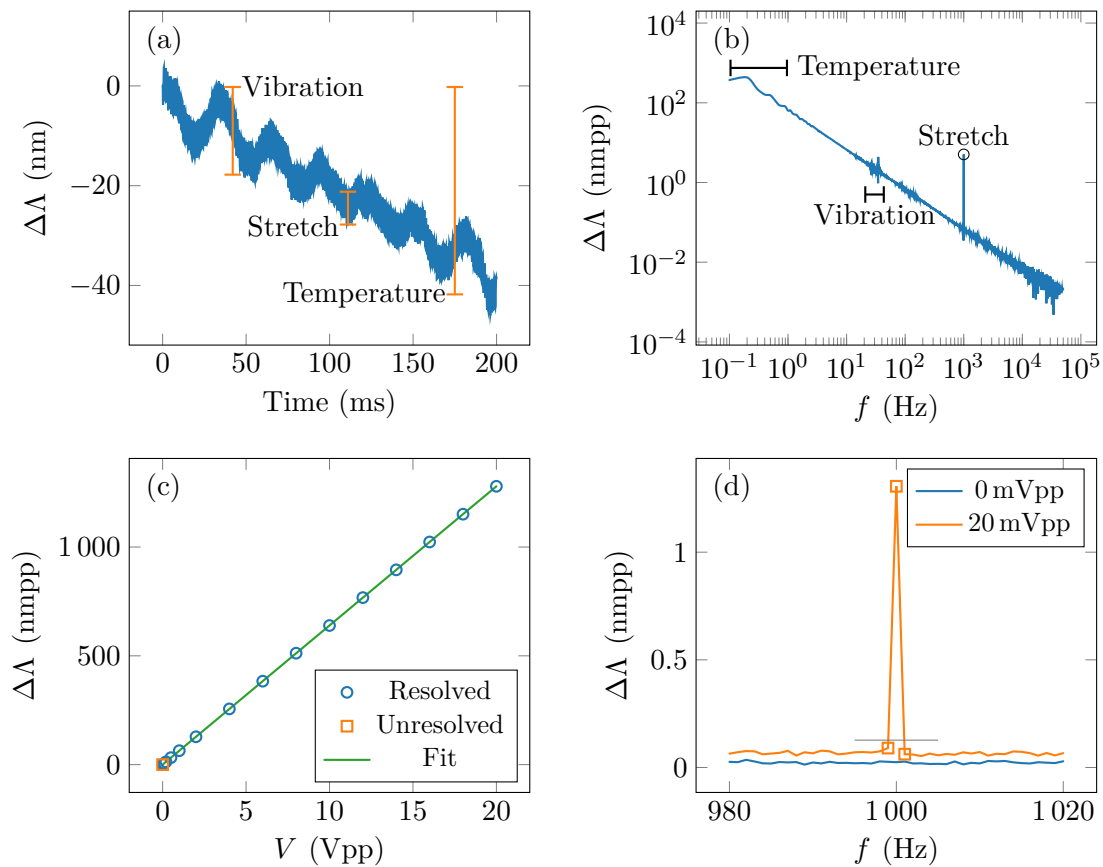 (a)
Vibration
Stretch
Temperature
0
−20
−40
ΔΛ (nm)
0
50
100
150
200
Time (ms)
(b)
Temperature
Stretch
Vibration
10^4
10^2
10^0
10^−2
10^−4
ΔΛ (nmpp)
10^−1
10^0
10^1
10^2
10^3
10^4
10^5
f (Hz)
(c)
1 000
500
0
ΔΛ (nmpp)
Resolved
Unresolved
Fit
0
5
10
15
20
V (Vpp)
(d)
0 mVpp
20 mVpp
1
0.5
0
ΔΛ (nmpp)
980
1 000
1 020
f (Hz)